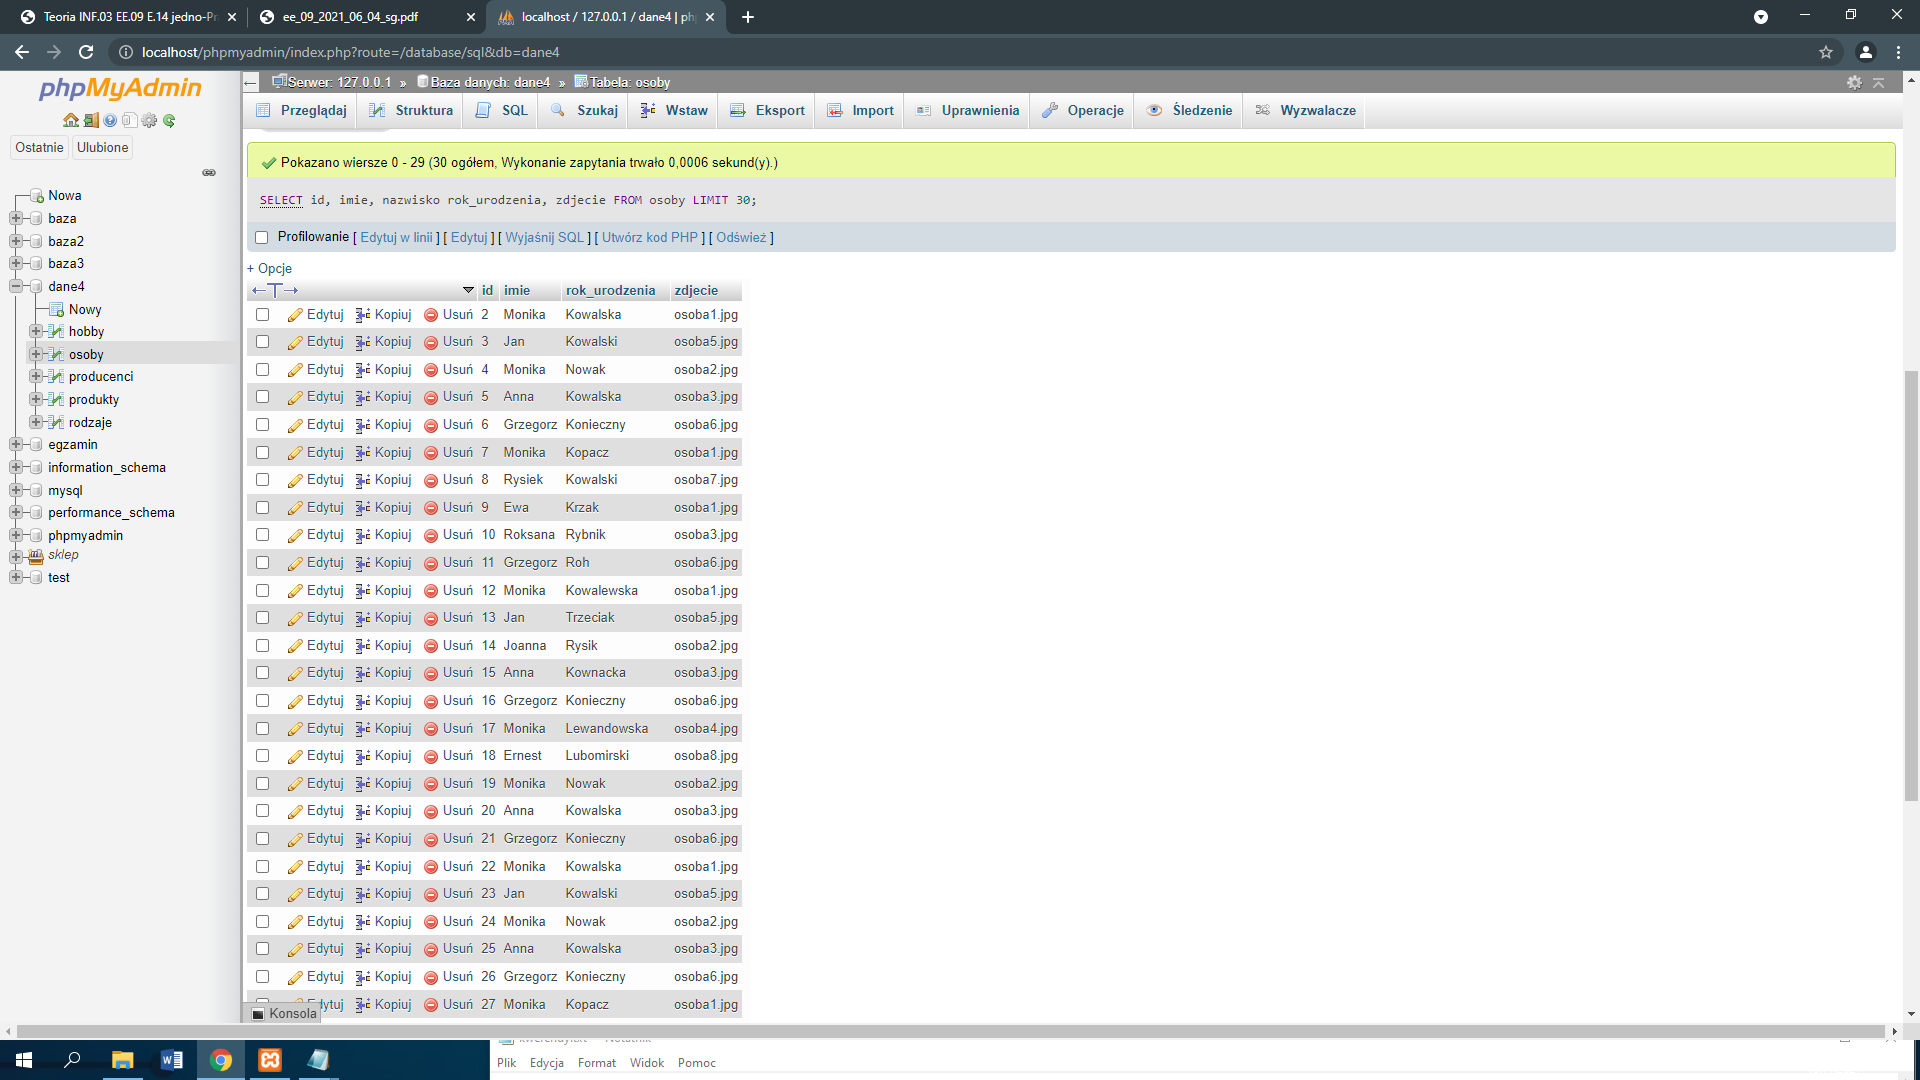 Teoria INF.03 EE.09 E.14 jedno-Pr
ee_09_2021_06_04_sg.pdf
localhost / 127.0.0.1 / dane4 | ph
localhost/phpmyadmin/index.php?route=/database/sql&db=dane4
phpMyAdmin
Ostatnie Ulubione
Nowa
baza
baza2
baza3
dane4
Nowy
hobby
osoby
producenci
produkty
rodzaje
egzamin
information_schema
mysql
performance_schema
phpmyadmin
sklep
test
Serwer: 127.0.0.1 » Baza danych: dane4 » Tabela: osoby
Przeglądaj Struktura SQL Szukaj Wstaw Eksport Import Uprawnienia Operacje Śledzenie Wyzwalacze
Pokazano wiersze 0 - 29 (30 ogółem, Wykonanie zapytania trwało 0,0006 sekund(y).)
SELECT id, imie, nazwisko rok_urodzenia, zdjecie FROM osoby LIMIT 30;
Profilowanie [ Edytuj w linii ] [ Edytuj ] [ Wyjaśnij SQL ] [ Utwórz kod PHP ] [ Odśwież ]
+ Opcje
←T→ id imie rok_urodzenia zdjecie
Edytuj Kopiuj Usuń 2 Monika Kowalska osoba1.jpg
Edytuj Kopiuj Usuń 3 Jan Kowalski osoba5.jpg
Edytuj Kopiuj Usuń 4 Monika Nowak osoba2.jpg
Edytuj Kopiuj Usuń 5 Anna Kowalska osoba3.jpg
Edytuj Kopiuj Usuń 6 Grzegorz Konieczny osoba6.jpg
Edytuj Kopiuj Usuń 7 Monika Kopacz osoba1.jpg
Edytuj Kopiuj Usuń 8 Rysiek Kowalski osoba7.jpg
Edytuj Kopiuj Usuń 9 Ewa Krzak osoba1.jpg
Edytuj Kopiuj Usuń 10 Roksana Rybnik osoba3.jpg
Edytuj Kopiuj Usuń 11 Grzegorz Roh osoba6.jpg
Edytuj Kopiuj Usuń 12 Monika Kowalewska osoba1.jpg
Edytuj Kopiuj Usuń 13 Jan Trzeciak osoba5.jpg
Edytuj Kopiuj Usuń 14 Joanna Rysik osoba2.jpg
Edytuj Kopiuj Usuń 15 Anna Kownacka osoba3.jpg
Edytuj Kopiuj Usuń 16 Grzegorz Konieczny osoba6.jpg
Edytuj Kopiuj Usuń 17 Monika Lewandowska osoba4.jpg
Edytuj Kopiuj Usuń 18 Ernest Lubomirski osoba8.jpg
Edytuj Kopiuj Usuń 19 Monika Nowak osoba2.jpg
Edytuj Kopiuj Usuń 20 Anna Kowalska osoba3.jpg
Edytuj Kopiuj Usuń 21 Grzegorz Konieczny osoba6.jpg
Edytuj Kopiuj Usuń 22 Monika Kowalska osoba1.jpg
Edytuj Kopiuj Usuń 23 Jan Kowalski osoba5.jpg
Edytuj Kopiuj Usuń 24 Monika Nowak osoba2.jpg
Edytuj Kopiuj Usuń 25 Anna Kowalska osoba3.jpg
Edytuj Kopiuj Usuń 26 Grzegorz Konieczny osoba6.jpg
Edytuj Kopiuj Usuń 27 Monika Kopacz osoba1.jpg
Konsola
Plik Edycja Format Widok Pomoc